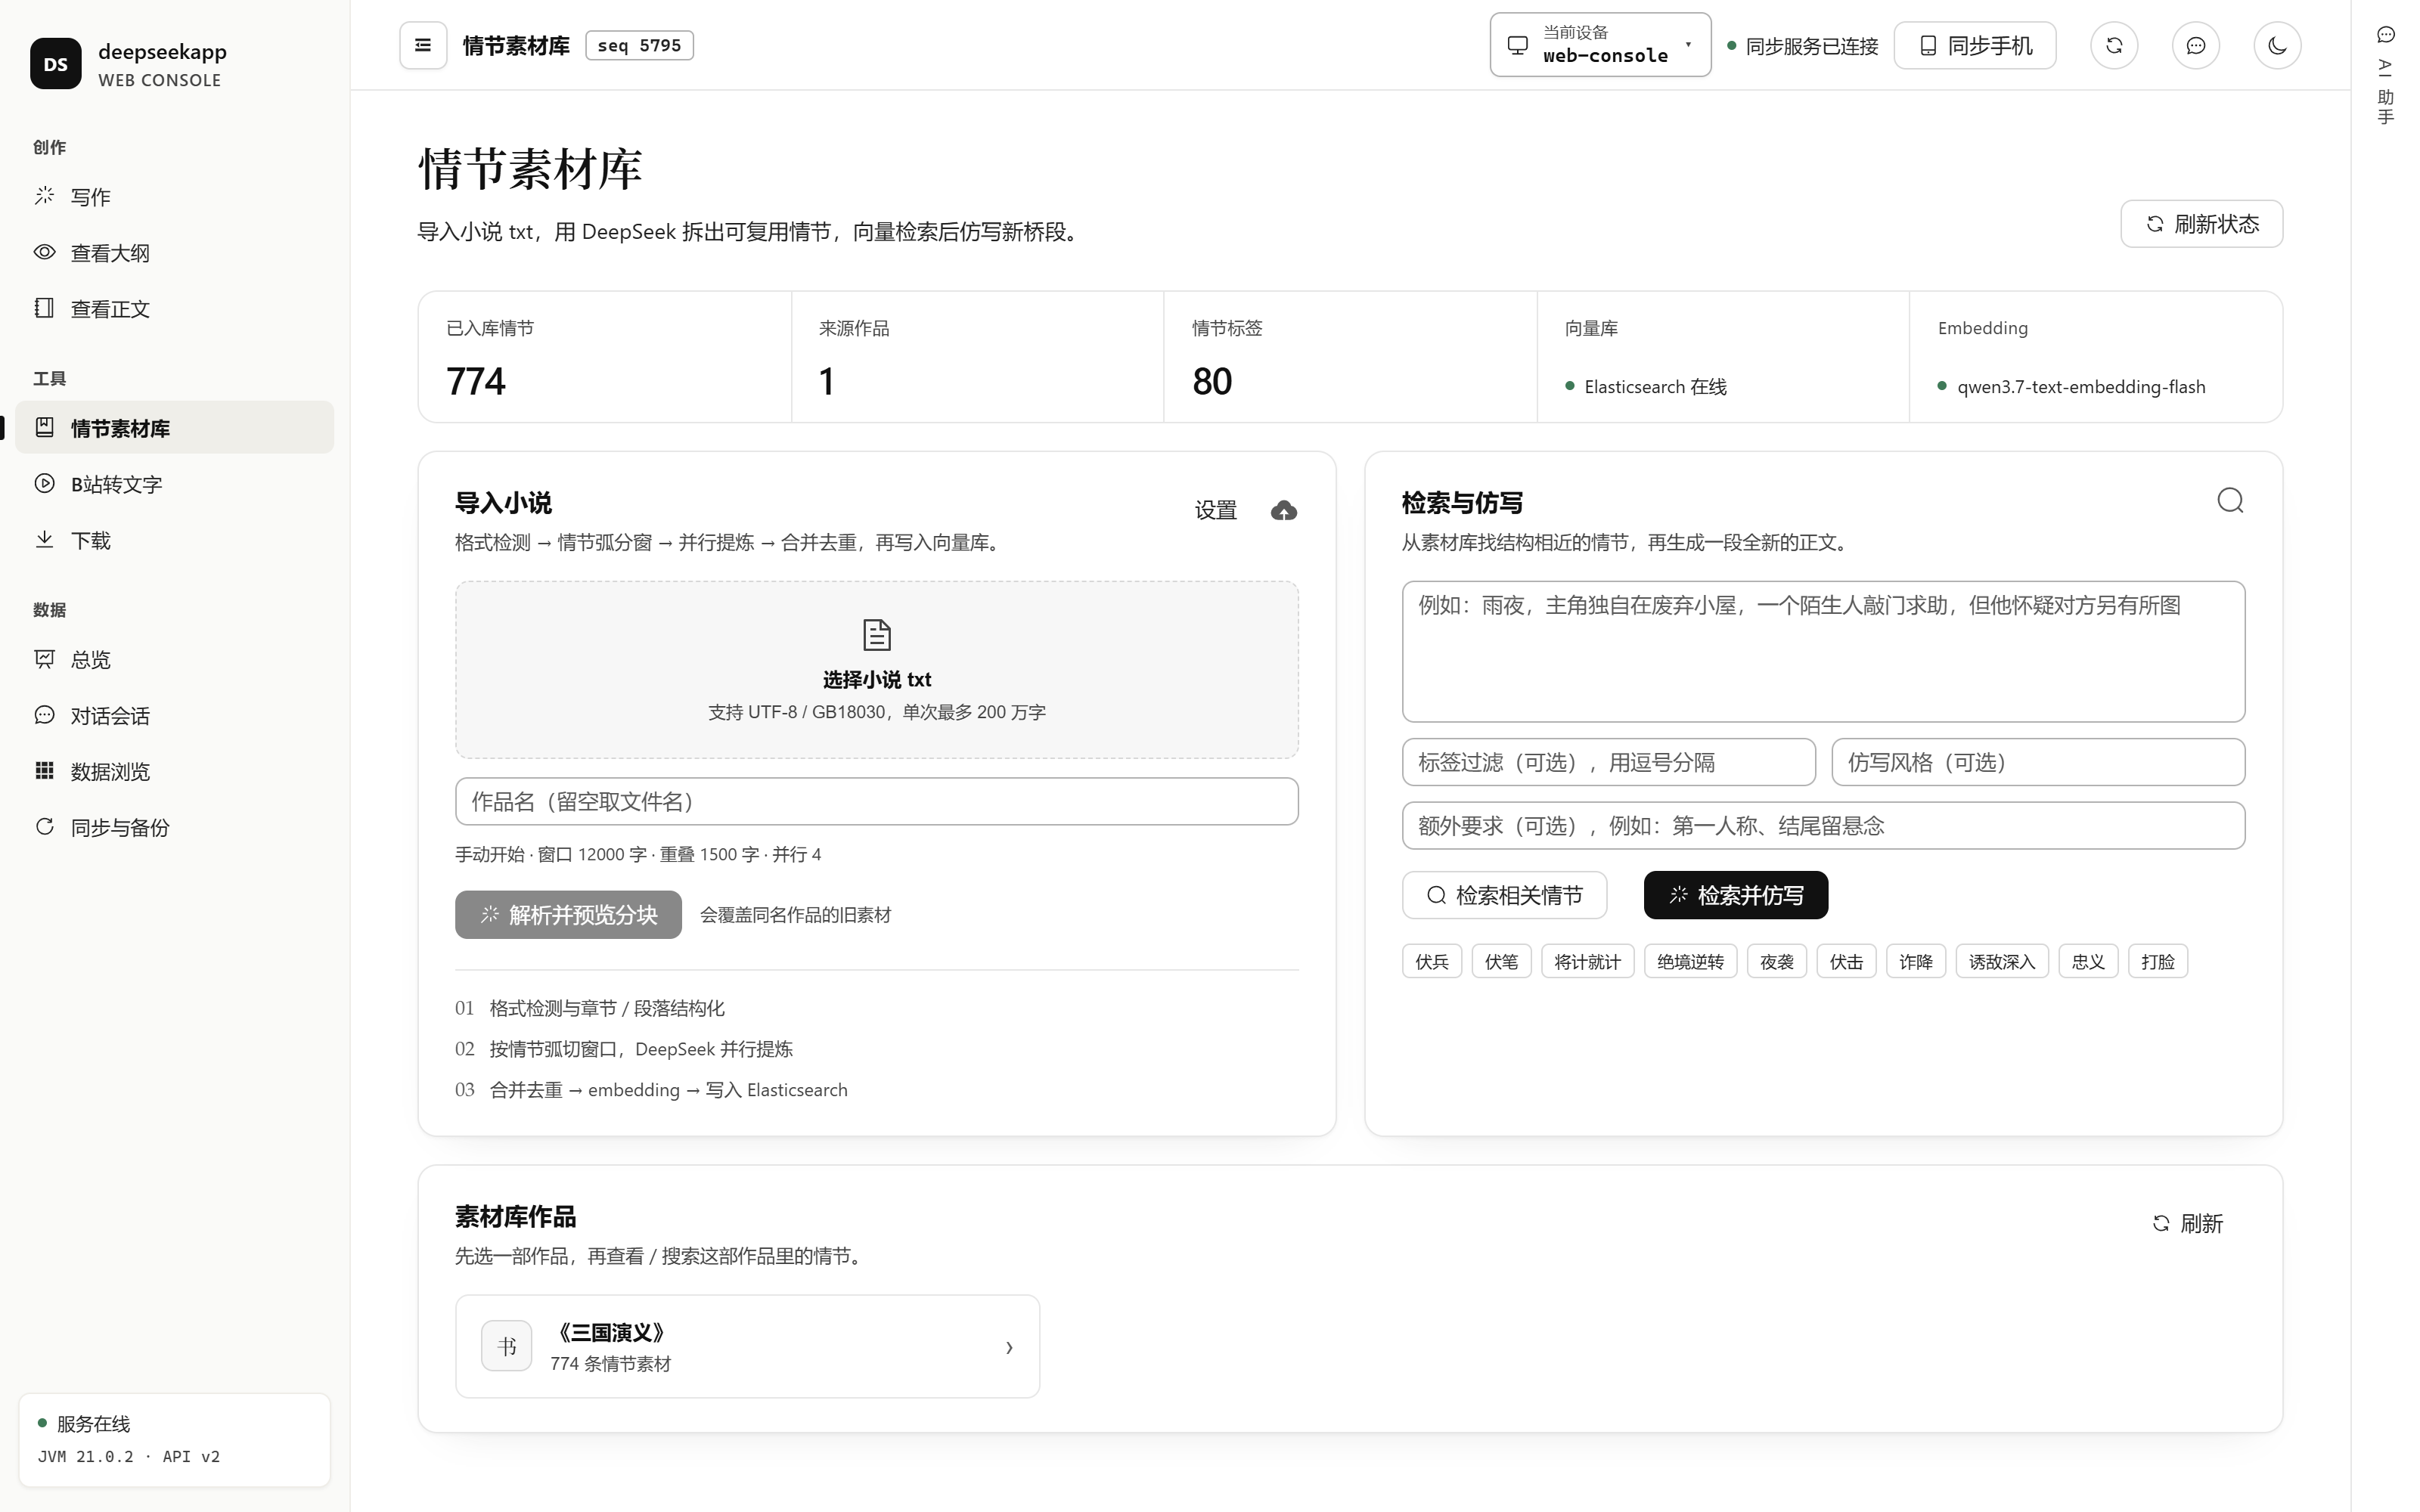 DS
deepseekapp
WEB CONSOLE
创作
写作
查看大纲
查看正文
工具
情节素材库
B站转文字
下载
数据
总览
对话会话
数据浏览
同步与备份
服务在线
JVM 21.0.2 · API v2
情节素材库
seq 5795
当前设备
web-console
同步服务已连接
同步手机
AI 助手
情节素材库
导入小说 txt，用 DeepSeek 拆出可复用情节，向量检索后仿写新桥段。
刷新状态
已入库情节
774
来源作品
1
情节标签
80
向量库
Elasticsearch 在线
Embedding
qwen3.7-text-embedding-flash
导入小说
设置
格式检测 → 情节弧分窗 → 并行提炼 → 合并去重，再写入向量库。
选择小说 txt
支持 UTF-8 / GB18030，单次最多 200 万字
作品名（留空取文件名）
手动开始 · 窗口 12000 字 · 重叠 1500 字 · 并行 4
解析并预览分块
会覆盖同名作品的旧素材
01 格式检测与章节 / 段落结构化
02 按情节弧切窗口，DeepSeek 并行提炼
03 合并去重 → embedding → 写入 Elasticsearch
检索与仿写
从素材库找结构相近的情节，再生成一段全新的正文。
例如：雨夜，主角独自在废弃小屋，一个陌生人敲门求助，但他怀疑对方另有所图
标签过滤（可选），用逗号分隔
仿写风格（可选）
额外要求（可选），例如：第一人称、结尾留悬念
检索相关情节
检索并仿写
伏兵
伏笔
将计就计
绝境逆转
夜袭
伏击
诈降
诱敌深入
忠义
打脸
素材库作品
先选一部作品，再查看 / 搜索这部作品里的情节。
刷新
书
《三国演义》
774 条情节素材